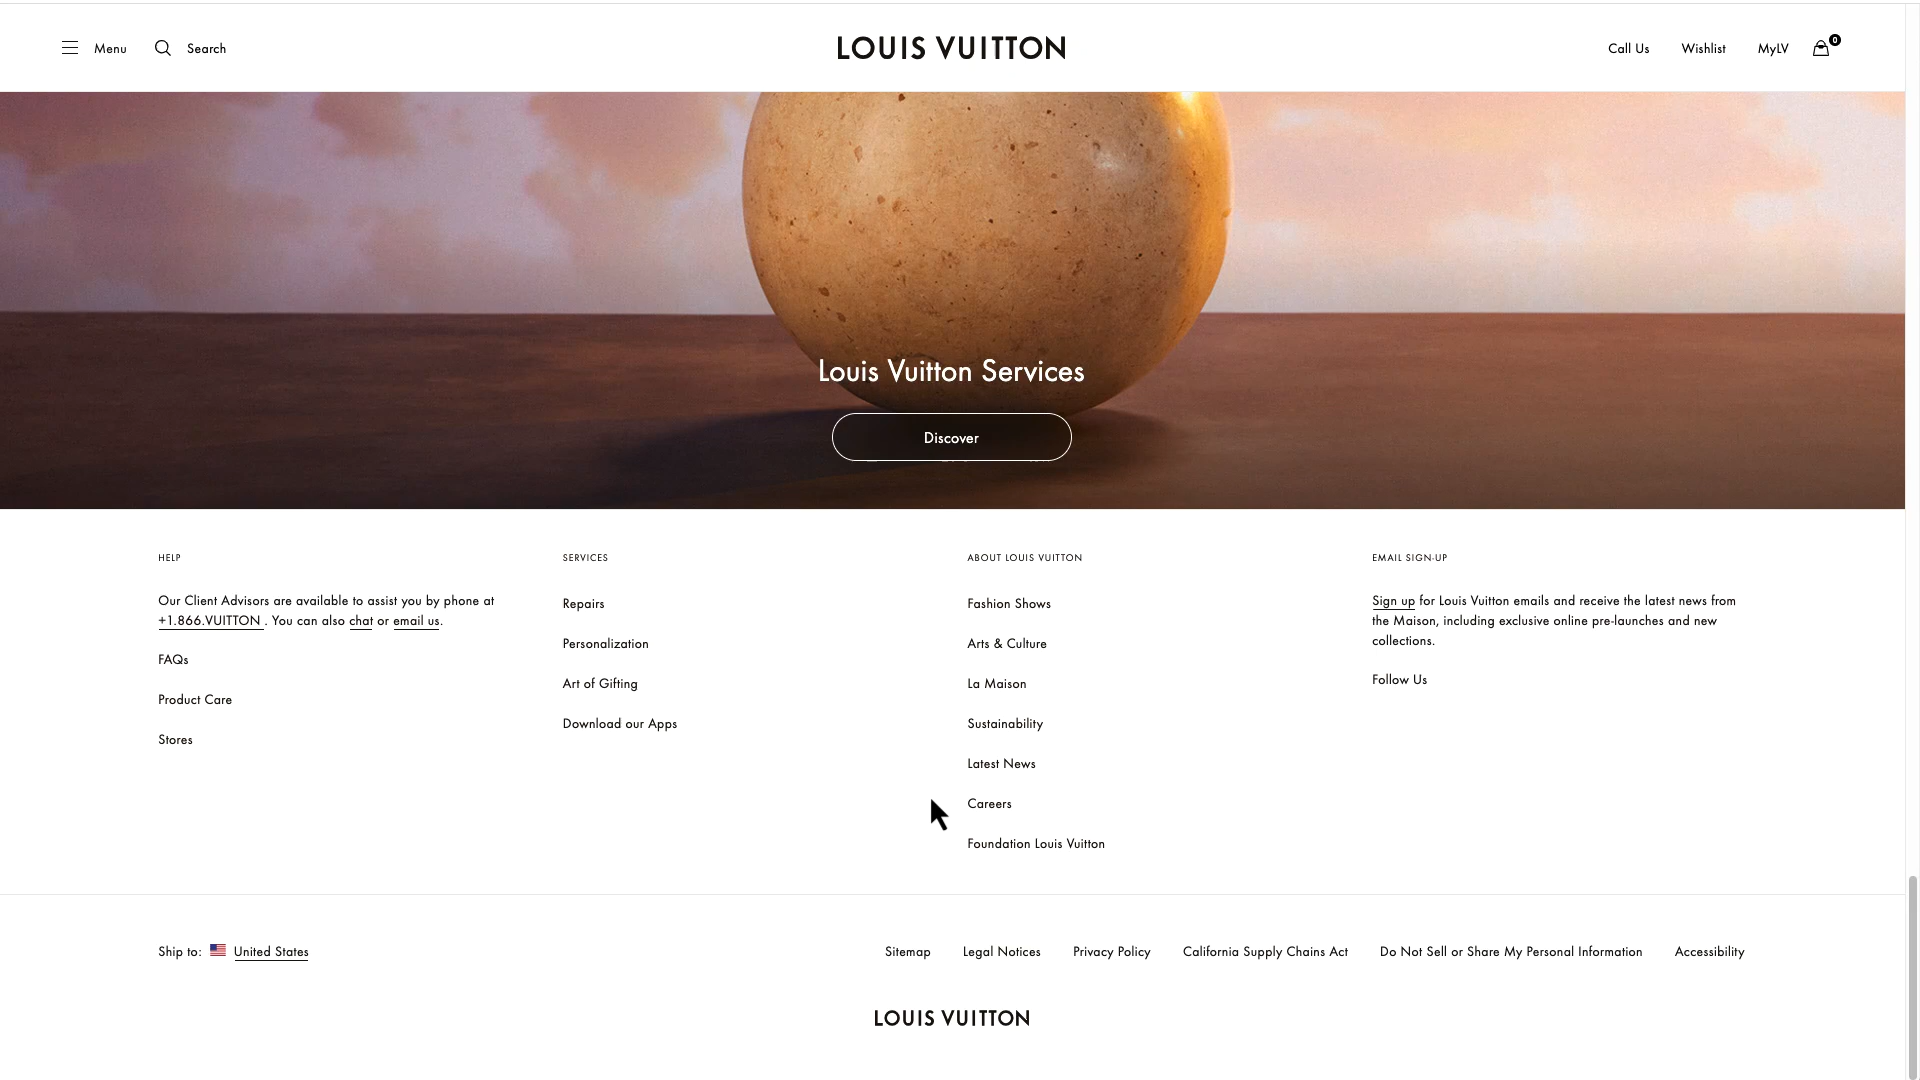 Menu
Search
LOUIS VUITTON
Call Us
Wishlist
MyLV
0
Louis Vuitton Services
Discover
HELP
Our Client Advisors are available to assist you by phone at
+1.866.VUITTON . You can also chat or email us.
FAQs
Product Care
Stores
SERVICES
Repairs
Personalization
Art of Gifting
Download our Apps
ABOUT LOUIS VUITTON
Fashion Shows
Arts & Culture
La Maison
Sustainability
Latest News
Careers
Foundation Louis Vuitton
EMAIL SIGN-UP
Sign up for Louis Vuitton emails and receive the latest news from
the Maison, including exclusive online pre-launches and new
collections.
Follow Us
Ship to: United States
Sitemap
Legal Notices
Privacy Policy
California Supply Chains Act
Do Not Sell or Share My Personal Information
Accessibility
LOUIS VUITTON